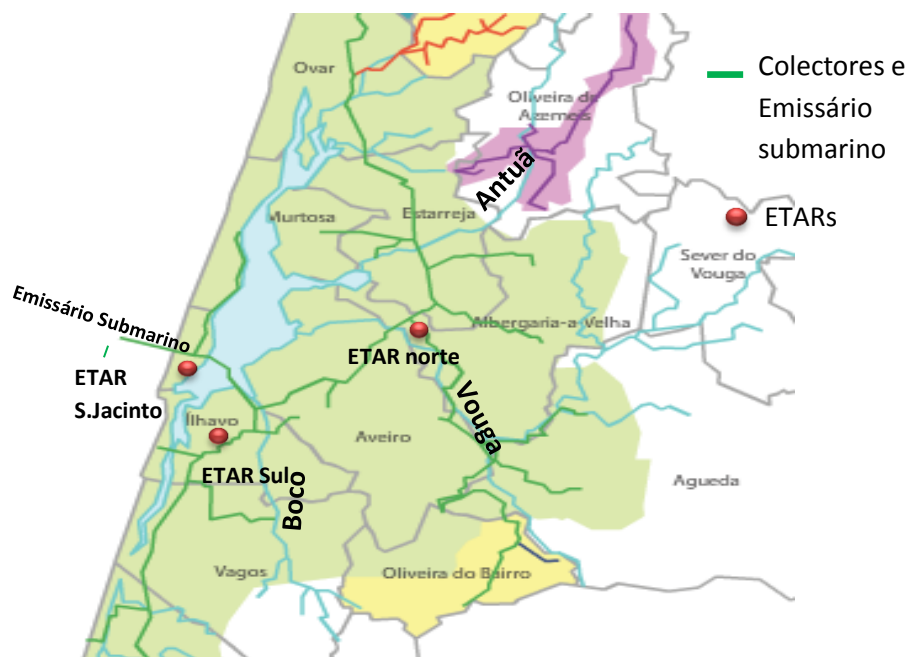 Ovar
Oliveira de
Azemeis
Antuã
Colectores e
Emissário
submarino
ETARs
Murtosa
Estarreja
Sever do
Vouga
Emissário Submarino
Albergaria-a-Velha
ETAR norte
ETAR
S.Jacinto
Ílhavo
Vouga
Aveiro
ETAR Sulo
Boco
Agueda
Vagos
Oliveira do Bairro